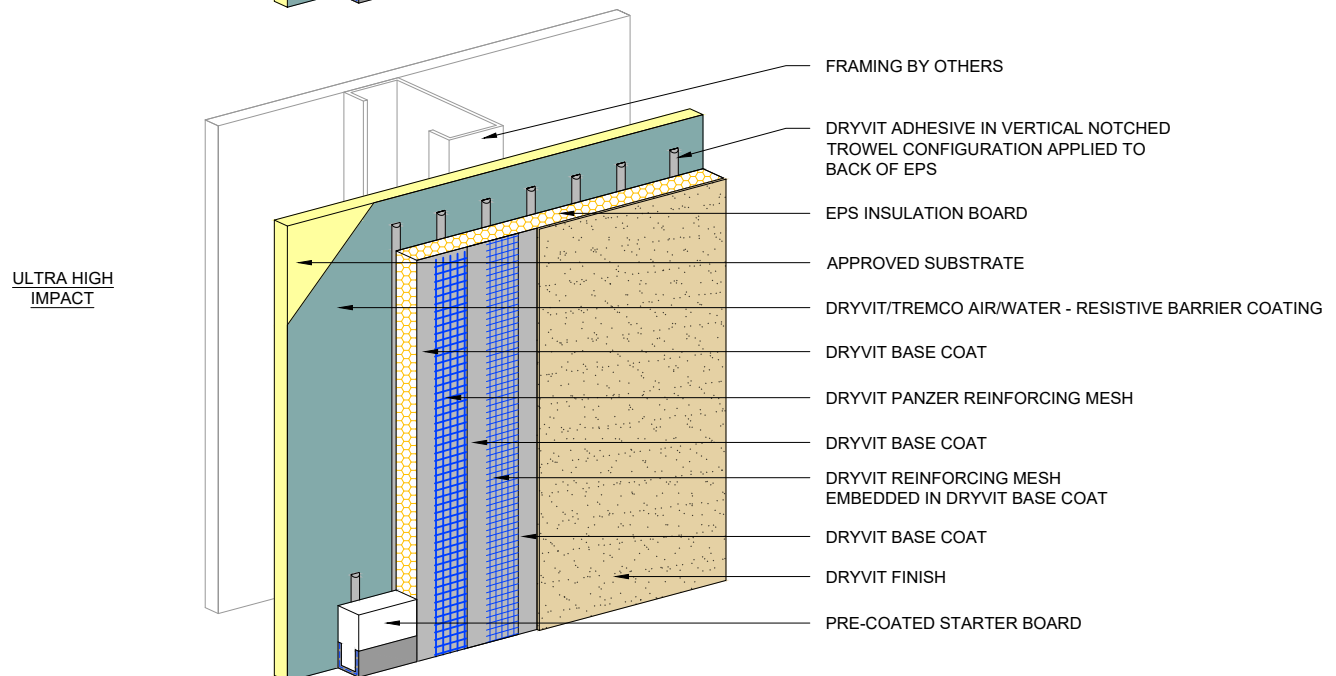 ULTRA HIGH
IMPACT
FRAMING BY OTHERS
DRYVIT ADHESIVE IN VERTICAL NOTCHED
TROWEL CONFIGURATION APPLIED TO
BACK OF EPS
EPS INSULATION BOARD
APPROVED SUBSTRATE
DRYVIT/TREMCO AIR/WATER - RESISTIVE BARRIER COATING
DRYVIT BASE COAT
DRYVIT PANZER REINFORCING MESH
DRYVIT BASE COAT
DRYVIT REINFORCING MESH
EMBEDDED IN DRYVIT BASE COAT
DRYVIT BASE COAT
DRYVIT FINISH
PRE-COATED STARTER BOARD